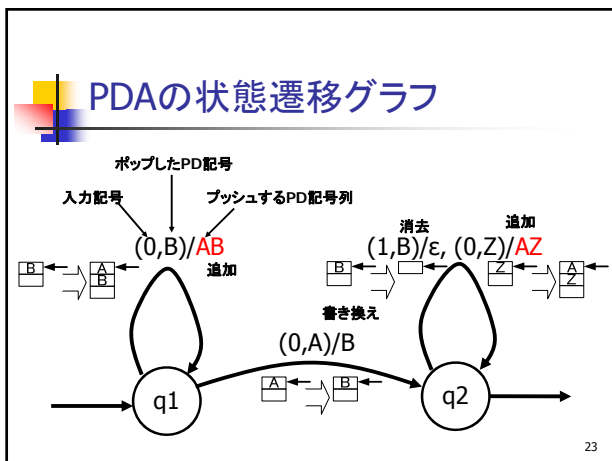 PDAの状態遷移グラフ
ポップしたPD記号
入力記号
プッシュするPD記号列
(0,B)/AB
追加
B
A
B
消去
追加
(1,B)/ε, (0,Z)/AZ
B
Z
A
Z
書き換え
(0,A)/B
A
B
q1
q2
23